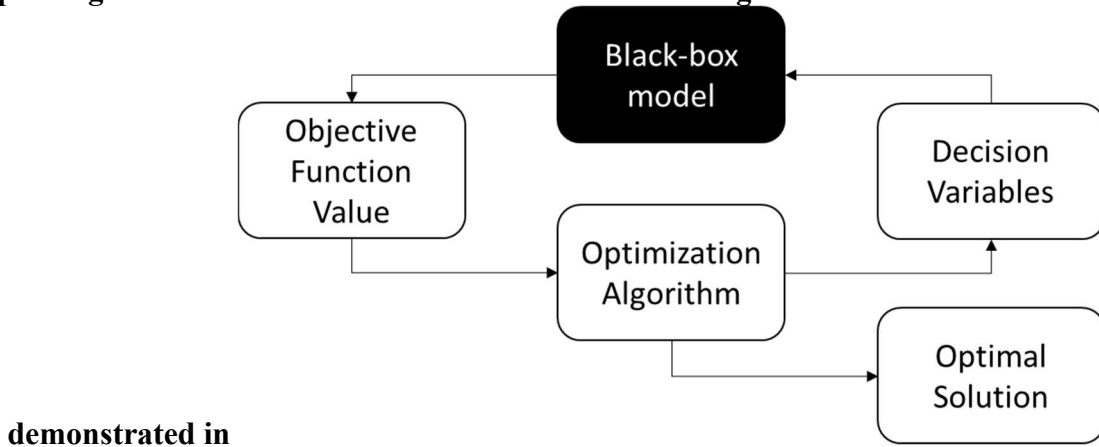 Black-box
model
Objective
Function
Value
Decision
Variables
Optimization
Algorithm
Optimal
Solution
demonstrated in